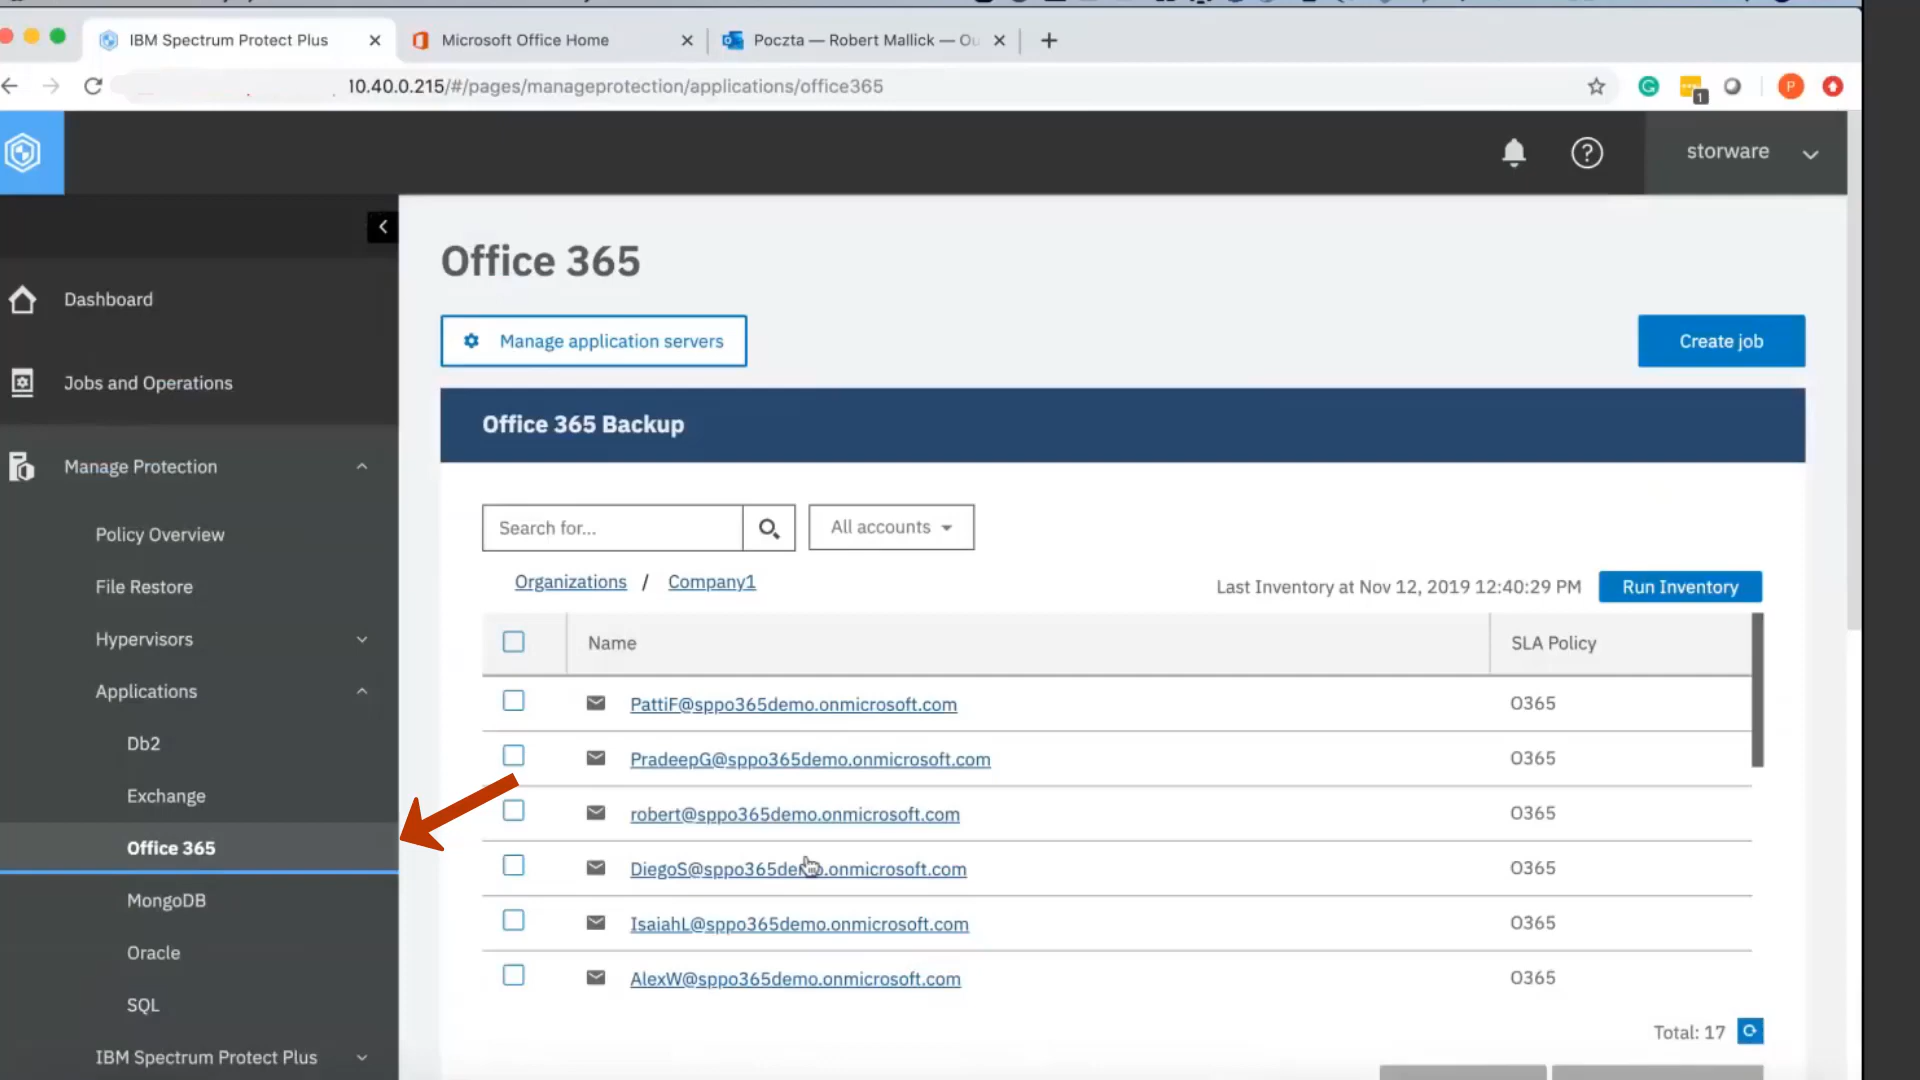 IBM Spectrum Protect Plus
Microsoft Office Home
Poczta — Robert Mallick — Ou
10.40.0.215/#/pages/manageprotection/applications/office365
1
P
storware
Dashboard
Jobs and Operations
Manage Protection
Policy Overview
File Restore
Hypervisors
Applications
Db2
Exchange
Office 365
MongoDB
Oracle
SQL
IBM Spectrum Protect Plus
Office 365
Manage application servers
Create job
Office 365 Backup
Search for...
All accounts
Organizations / Company1
Last Inventory at Nov 12, 2019 12:40:29 PM
Run Inventory
Name
SLA Policy
PattiF@sppo365demo.onmicrosoft.com
O365
PradeepG@sppo365demo.onmicrosoft.com
O365
robert@sppo365demo.onmicrosoft.com
O365
DiegoS@sppo365demo.onmicrosoft.com
O365
IsaiahL@sppo365demo.onmicrosoft.com
O365
AlexW@sppo365demo.onmicrosoft.com
O365
Total: 17